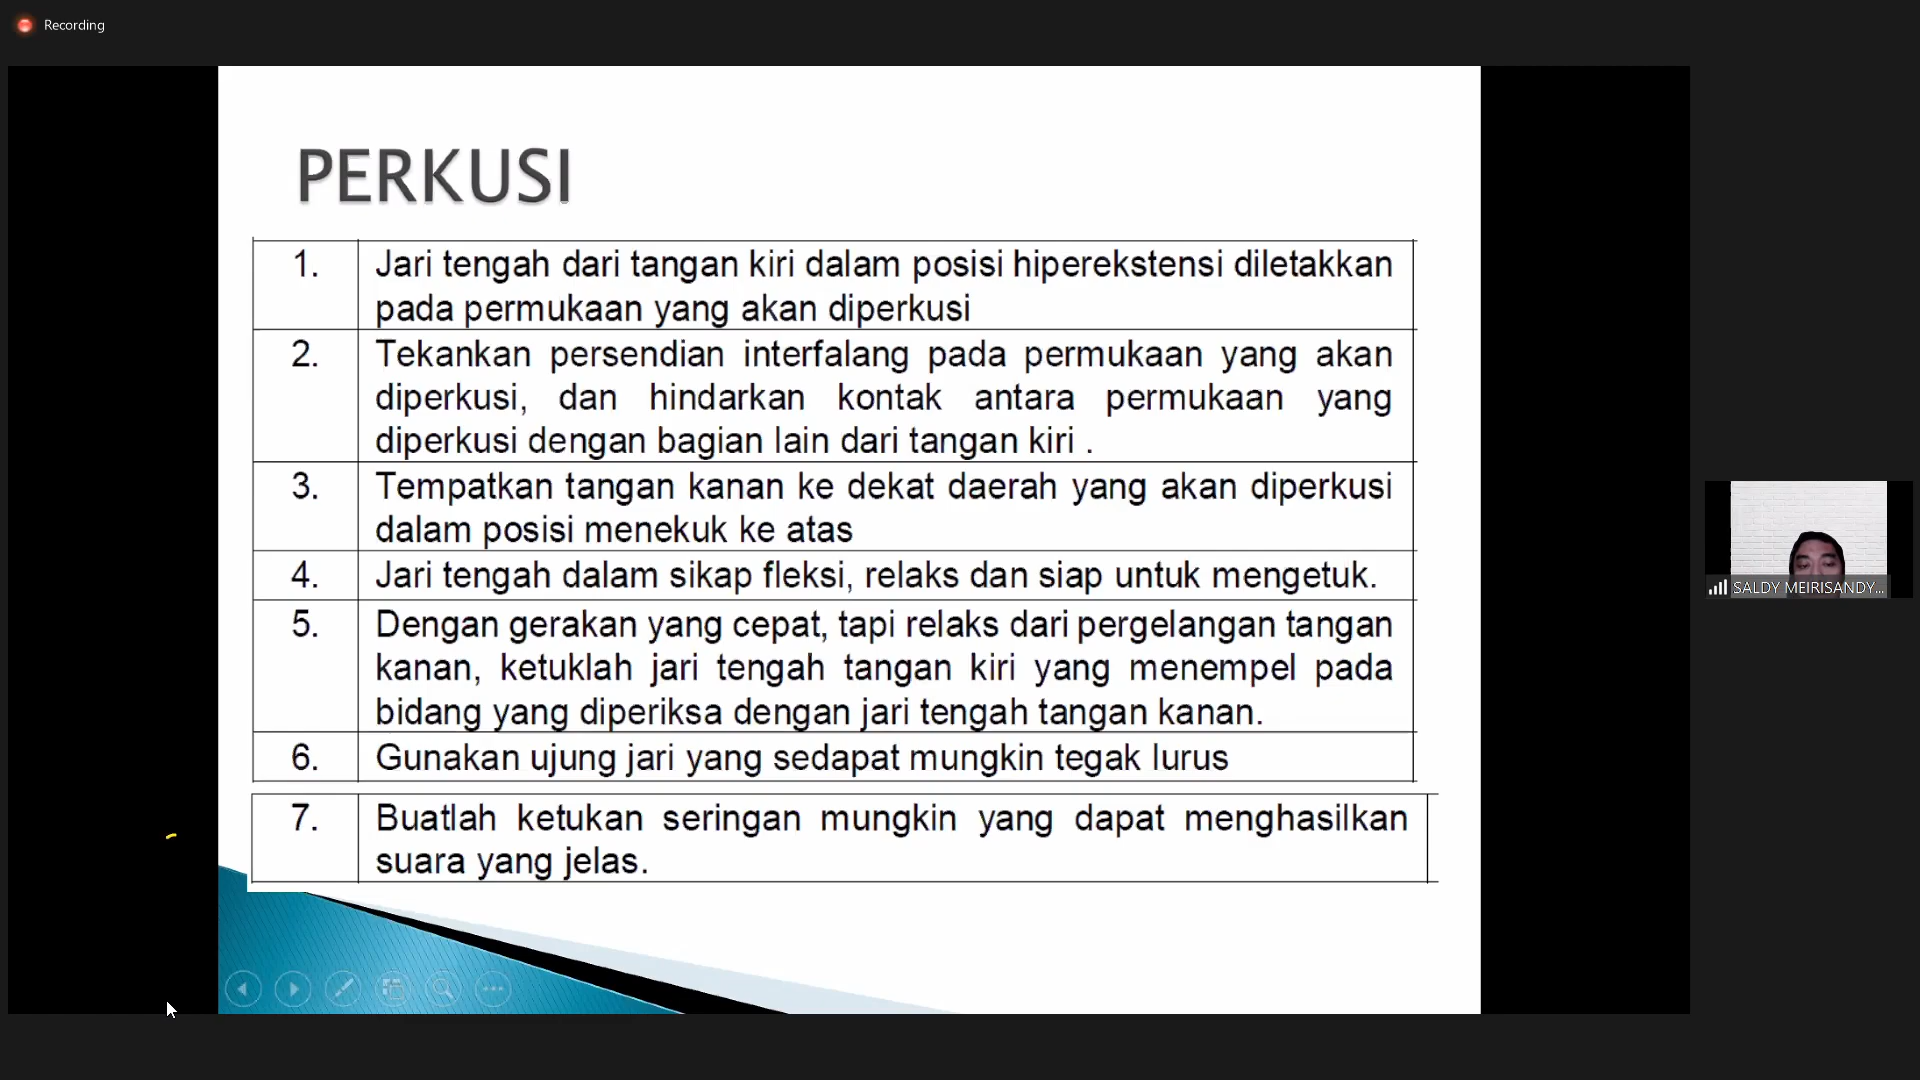 Recording
PERKUSI
1. Jari tengah dari tangan kiri dalam posisi hiperekstensi diletakkan
pada permukaan yang akan diperkusi
2. Tekankan persendian interfalang pada permukaan yang akan
diperkusi, dan hindarkan kontak antara permukaan yang
diperkusi dengan bagian lain dari tangan kiri .
3. Tempatkan tangan kanan ke dekat daerah yang akan diperkusi
dalam posisi menekuk ke atas
4. Jari tengah dalam sikap fleksi, relaks dan siap untuk mengetuk.
5. Dengan gerakan yang cepat, tapi relaks dari pergelangan tangan
kanan, ketuklah jari tengah tangan kiri yang menempel pada
bidang yang diperiksa dengan jari tengah tangan kanan.
6. Gunakan ujung jari yang sedapat mungkin tegak lurus
7. Buatlah ketukan seringan mungkin yang dapat menghasilkan
suara yang jelas.
SALDY MEIRISANDY...